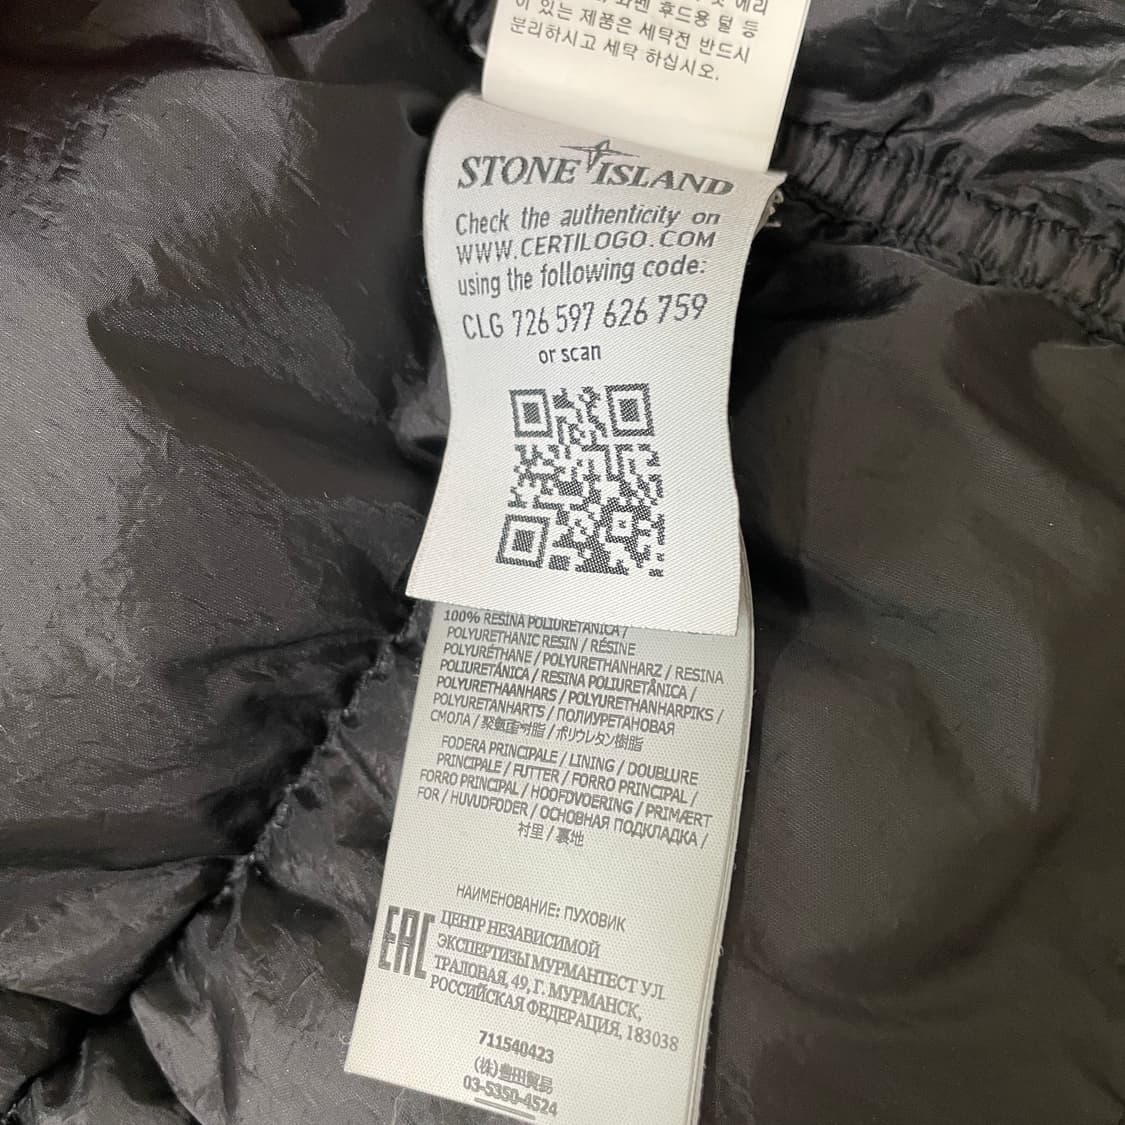 후드용 털 등
있는 제품은 세탁전 반드시
분리하시고 세탁 하십시오.
STONE ISLAND
Check the authenticity on
WWW.CERTILOGO.COM
using the following code:
CLG 726 597 626 759
or scan
100% RESINA POLIURETANICA /
POLYURETHANIC RESIN / RÉSINE
POLYURÉTHANE / POLYURETHANHARZ / RESINA
POLIURETÁNICA / RESINA POLIURETÂNICA /
POLYURETHAANHARS / POLYURETHANHARPIKS /
POLYURETANHARTS / ПОЛИУРЕТАНОВАЯ
СМОЛА / 聚氨酯树脂 / ポリウレタン樹脂
FODERA PRINCIPALE / LINING / DOUBLURE
PRINCIPALE / FUTTER / FORRO PRINCIPAL /
FORRO PRINCIPAL / HOOFDVOERING / PRIMÆRT
FOR / HUVUDFODER / ОСНОВНАЯ ПОДКЛАДКА /
衬里 / 裏地
НАИМЕНОВАНИЕ: ПУХОВИК
EAC
ЦЕНТР НЕЗАВИСИМОЙ
ЭКСПЕРТИЗЫ МУРМАНТЕСТ УЛ.
ТРАЛОВАЯ, 49, Г. МУРМАНСК,
РОССИЙСКАЯ ФЕДЕРАЦИЯ, 183038
711540423
(株)豊田貿易
03-5350-4524